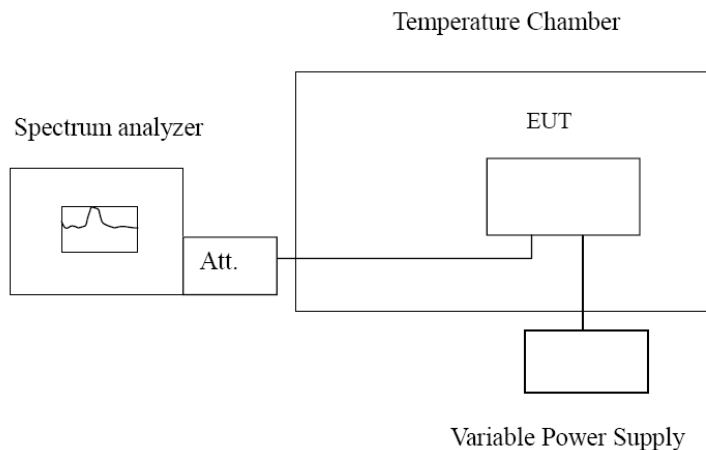 Temperature Chamber
Spectrum analyzer
EUT
Att.
Variable Power Supply